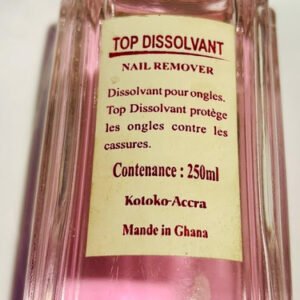 TOP DISSOLVANT
NAIL REMOVER
Dissolvant pour ongles.
Top Dissolvant protège
les ongles contre les
cassures.
Contenance : 250ml
Kotoko-Accra
Mande in Ghana